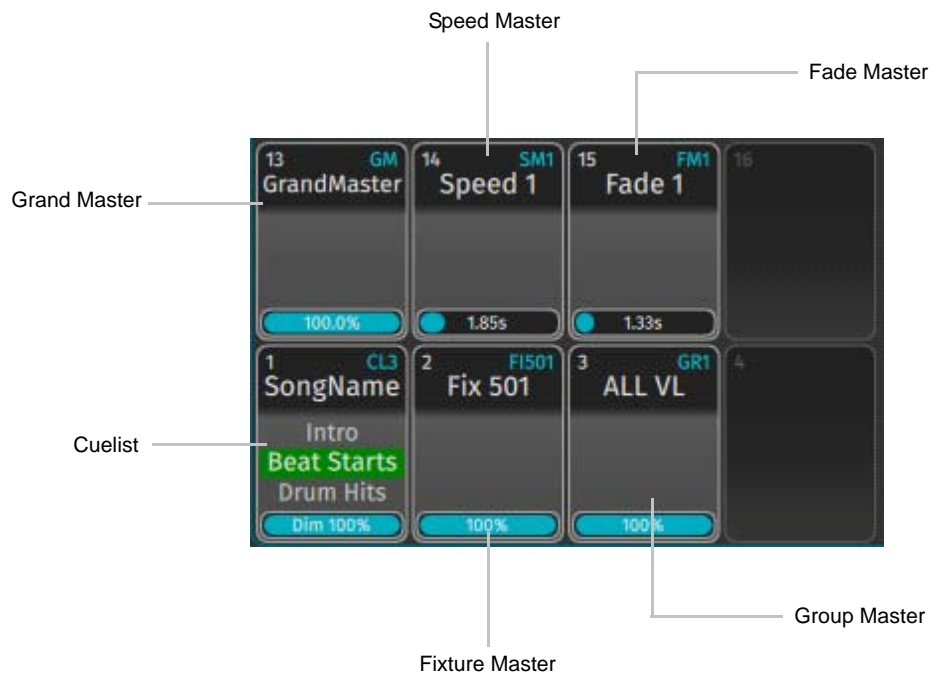 Speed Master
Fade Master
13 GM 14 SM1 15 FM1 16
GrandMaster Speed 1 Fade 1
Grand Master
100.0% 1.85s 1.33s
1 CL3 2 FI501 3 GR1 4
SongName Fix 501 ALL VL
Intro
Cuelist
Beat Starts
Drum Hits
Dim 100% 100% 100%
Group Master
Fixture Master